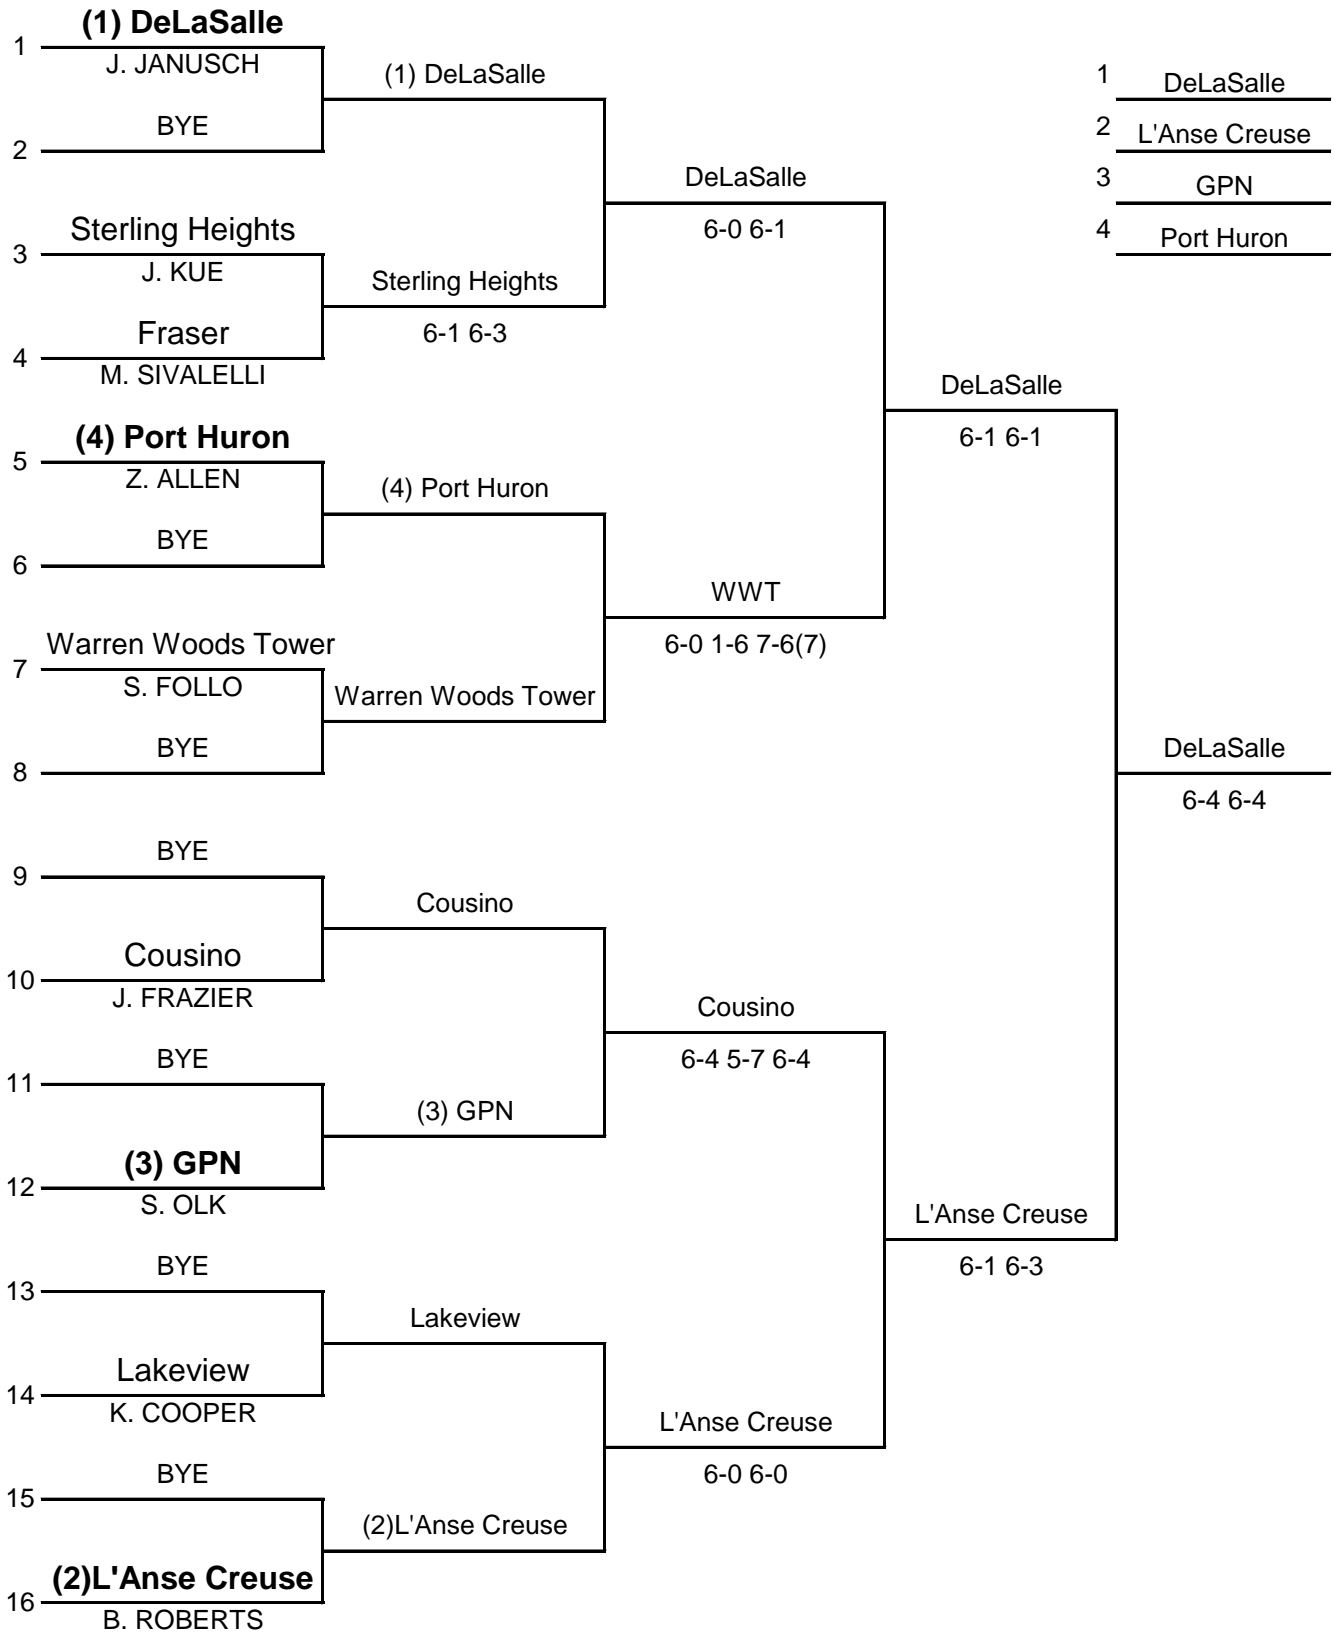 (1) DeLaSalle
1
J. JANUSCH
(1) DeLaSalle
BYE
2
DeLaSalle
6-0 6-1
Sterling Heights
3
J. KUE
Sterling Heights
6-1 6-3
Fraser
4
M. SIVALELLI
DeLaSalle
6-1 6-1
(4) Port Huron
5
Z. ALLEN
(4) Port Huron
BYE
6
WWT
6-0 1-6 7-6(7)
Warren Woods Tower
7
S. FOLLO
Warren Woods Tower
BYE
8
DeLaSalle
6-4 6-4
BYE
9
Cousino
Cousino
10
J. FRAZIER
Cousino
6-4 5-7 6-4
BYE
11
(3) GPN
(3) GPN
12
S. OLK
L'Anse Creuse
6-1 6-3
BYE
13
Lakeview
Lakeview
14
K. COOPER
L'Anse Creuse
6-0 6-0
BYE
15
(2)L'Anse Creuse
(2)L'Anse Creuse
16
B. ROBERTS
1 DeLaSalle
2 L'Anse Creuse
3 GPN
4 Port Huron